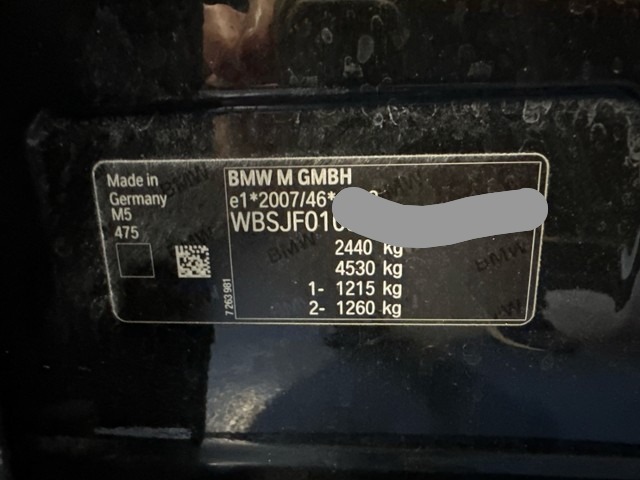 Made in
Germany
M5
475
BMW M GMBH
e1*2007/46*
WBSJF01
2440 kg
4530 kg
1- 1215 kg
2- 1260 kg
7 263 981